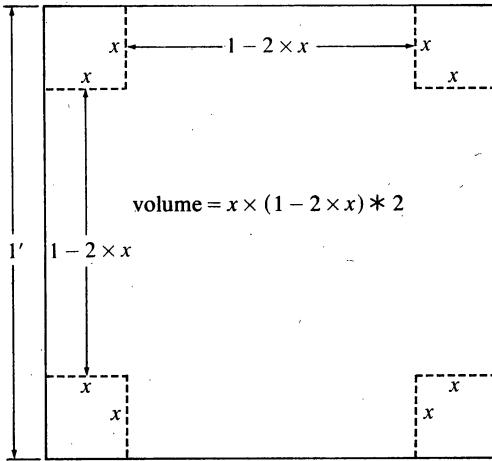 x 1 − 2 × x x
x x
volume = x × (1 − 2 × x) ∗ 2
1′ 1 − 2 × x
x x
x x